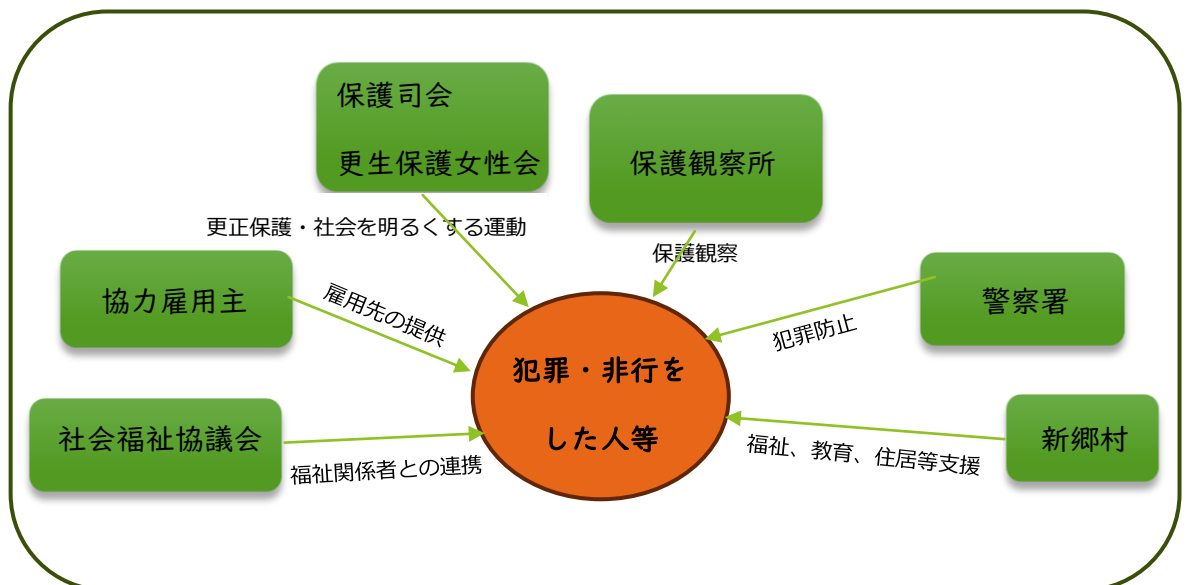 保護司会
更生保護女性会
保護観察所
更正保護・社会を明るくする運動
保護観察
協力雇用主
雇用先の提供
警察署
犯罪防止
犯罪・非行を
した人等
社会福祉協議会
福祉関係者との連携
新郷村
福祉、教育、住居等支援